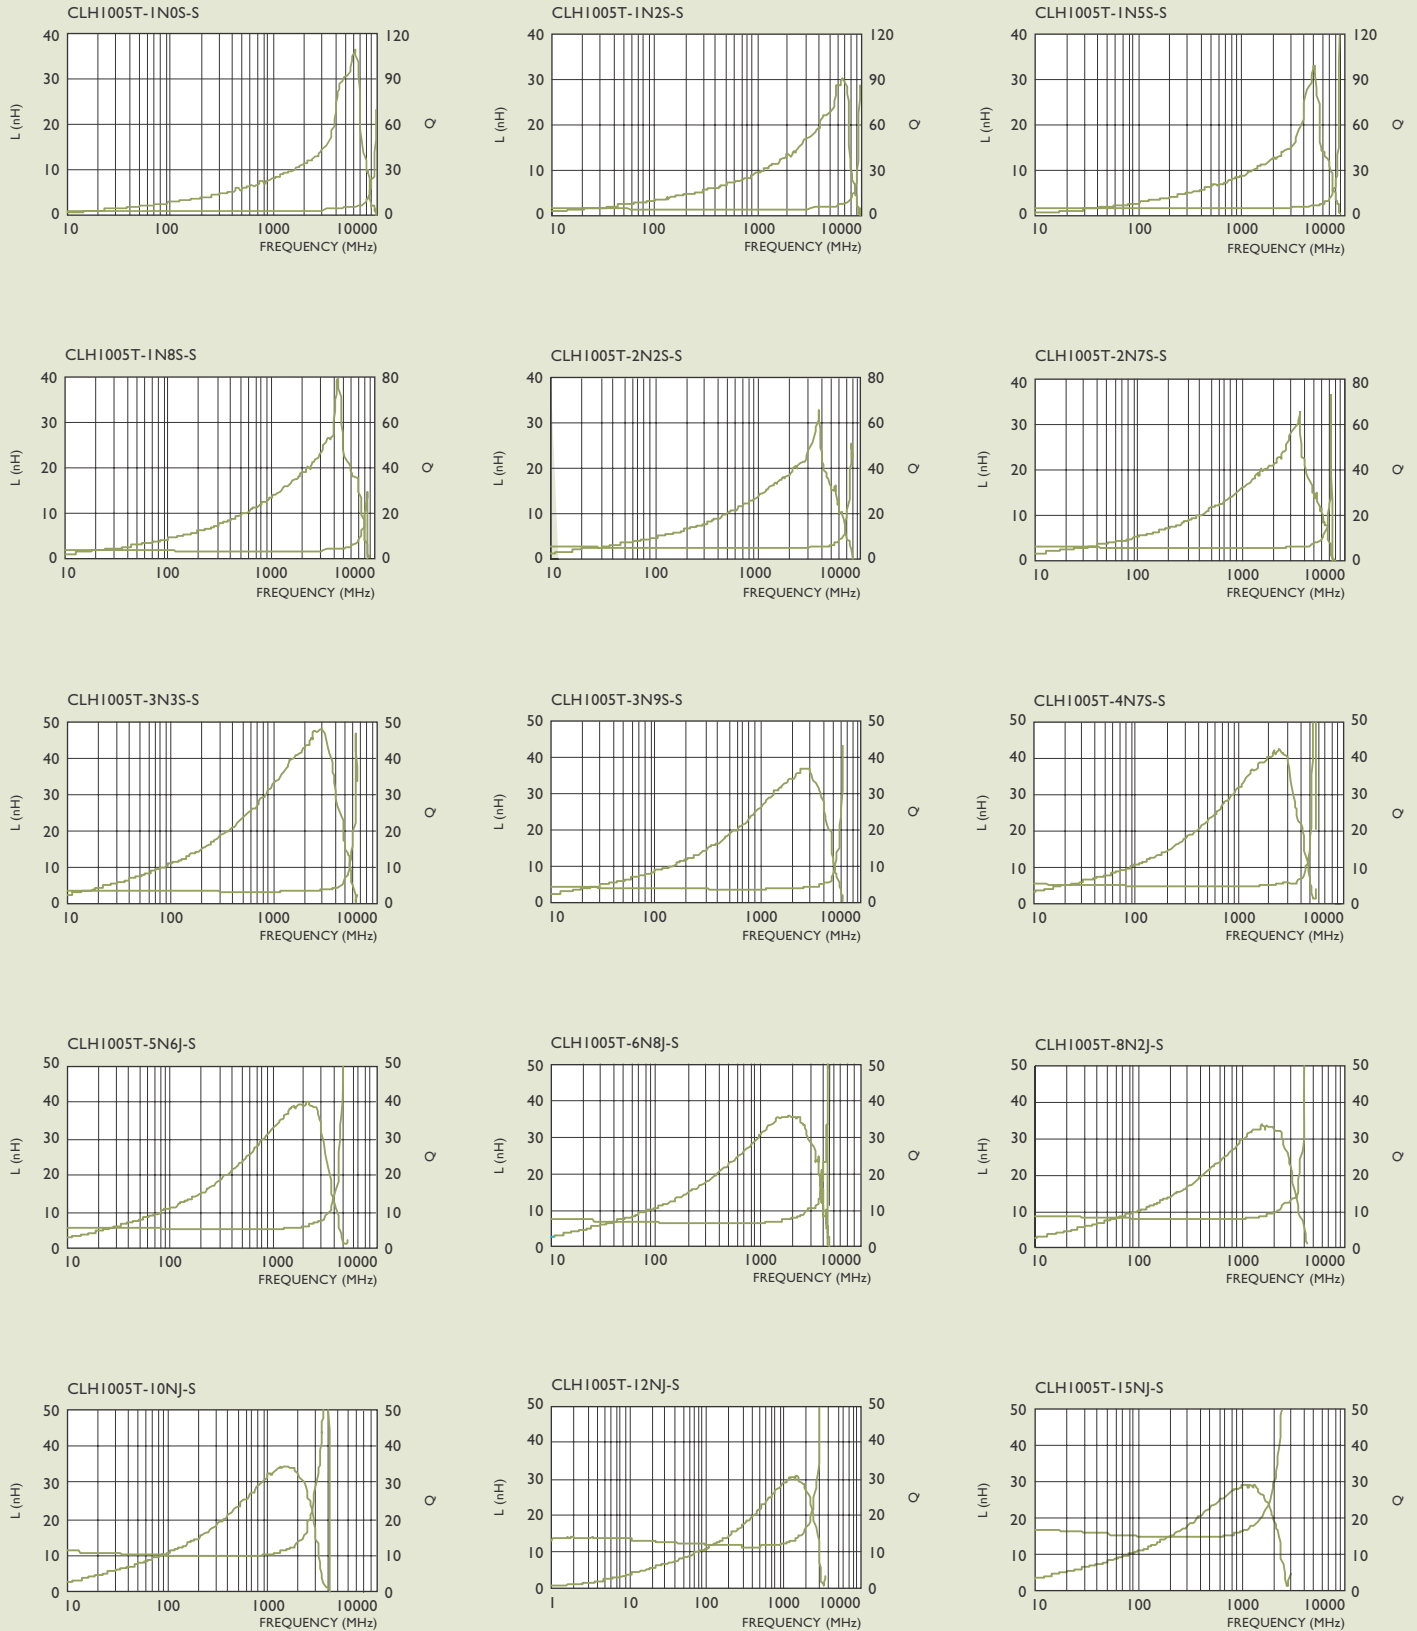 CLH1005T-1N0S-S
CLH1005T-1N2S-S
CLH1005T-1N5S-S
40 120 40 120 40 120
30 90 30 90 30 90
L (nH) Q L (nH) Q L (nH) Q
20 60 20 60 20 60
10 30 10 30 10 30
0 0 0 0 0 0
10 100 1000 10000 10 100 1000 10000 10 100 1000 10000
FREQUENCY (MHz) FREQUENCY (MHz) FREQUENCY (MHz)
CLH1005T-1N8S-S
CLH1005T-2N2S-S
CLH1005T-2N7S-S
40 80 40 80 40 80
30 60 30 60 30 60
L (nH) Q L (nH) Q L (nH) Q
20 40 20 40 20 40
10 20 10 20 10 20
0 0 0 0 0 0
10 100 1000 10000 10 100 1000 10000 10 100 1000 10000
FREQUENCY (MHz) FREQUENCY (MHz) FREQUENCY (MHz)
CLH1005T-3N3S-S
CLH1005T-3N9S-S
CLH1005T-4N7S-S
50 50 50 50 50 50
40 40 40 40 40 40
30 30 30 30 30 30
L (nH) Q L (nH) Q L (nH) Q
20 20 20 20 20 20
10 10 10 10 10 10
0 0 0 0 0 0
10 100 1000 10000 10 100 1000 10000 10 100 1000 10000
FREQUENCY (MHz) FREQUENCY (MHz) FREQUENCY (MHz)
CLH1005T-5N6J-S
CLH1005T-6N8J-S
CLH1005T-8N2J-S
50 50 50 50 50 50
40 40 40 40 40 40
30 30 30 30 30 30
L (nH) Q L (nH) Q L (nH) Q
20 20 20 20 20 20
10 10 10 10 10 10
0 0 0 0 0 0
10 100 1000 10000 10 100 1000 10000 10 100 1000 10000
FREQUENCY (MHz) FREQUENCY (MHz) FREQUENCY (MHz)
CLH1005T-10NJ-S
CLH1005T-12NJ-S
CLH1005T-15NJ-S
50 50 50 50 50 50
40 40 40 40 40 40
30 30 30 30 30 30
L (nH) Q L (nH) Q L (nH) Q
20 20 20 20 20 20
10 10 10 10 10 10
0 0 0 0 0 0
10 100 1000 10000 1 10 100 1000 10000 10 100 1000 10000
FREQUENCY (MHz) FREQUENCY (MHz) FREQUENCY (MHz)